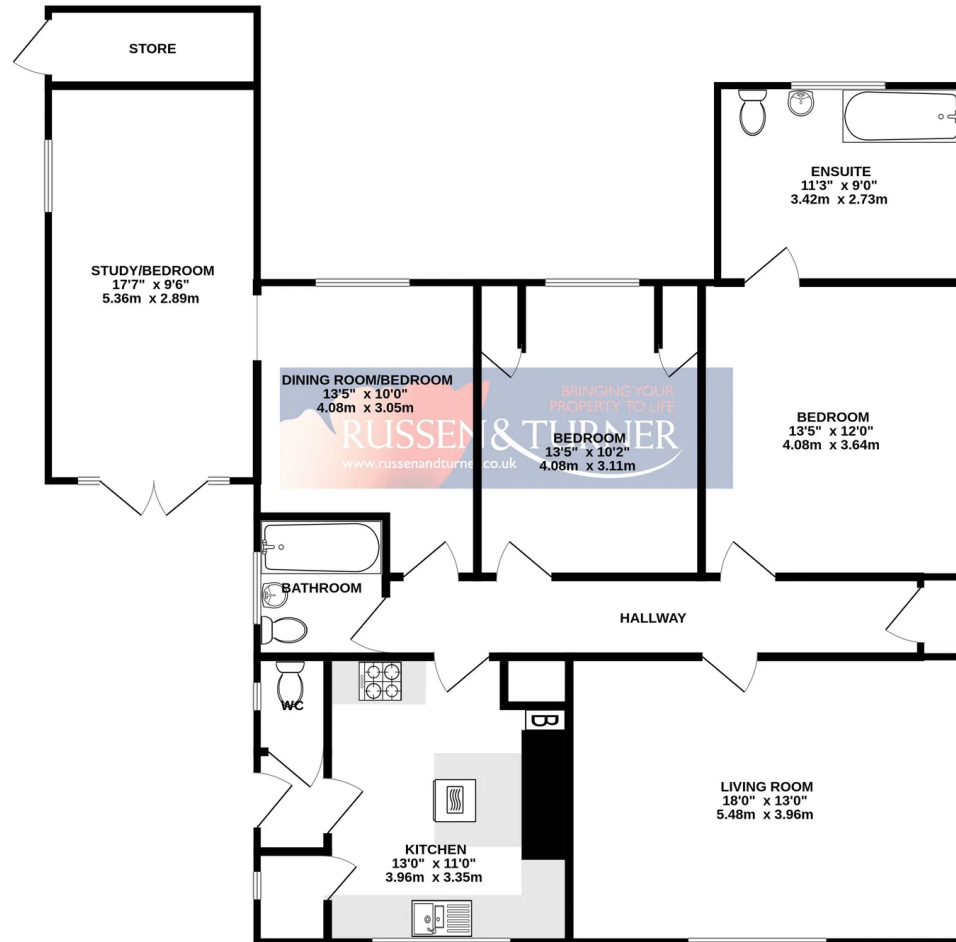 STORE
ENSUITE
11'3" x 9'0"
3.42m x 2.73m
STUDY/BEDROOM
17'7" x 9'6"
5.36m x 2.89m
DINING ROOM/BEDROOM
13'5" x 10'0"
4.08m x 3.05m
BRINGING YOUR
PROPERTY TO LIFE
RUSSEN & TURNER
www.russenandturner.co.uk
BEDROOM
13'5" x 10'2"
4.08m x 3.11m
BEDROOM
13'5" x 12'0"
4.08m x 3.64m
BATHROOM
HALLWAY
WC
B
LIVING ROOM
18'0" x 13'0"
5.48m x 3.96m
KITCHEN
13'0" x 11'0"
3.96m x 3.35m